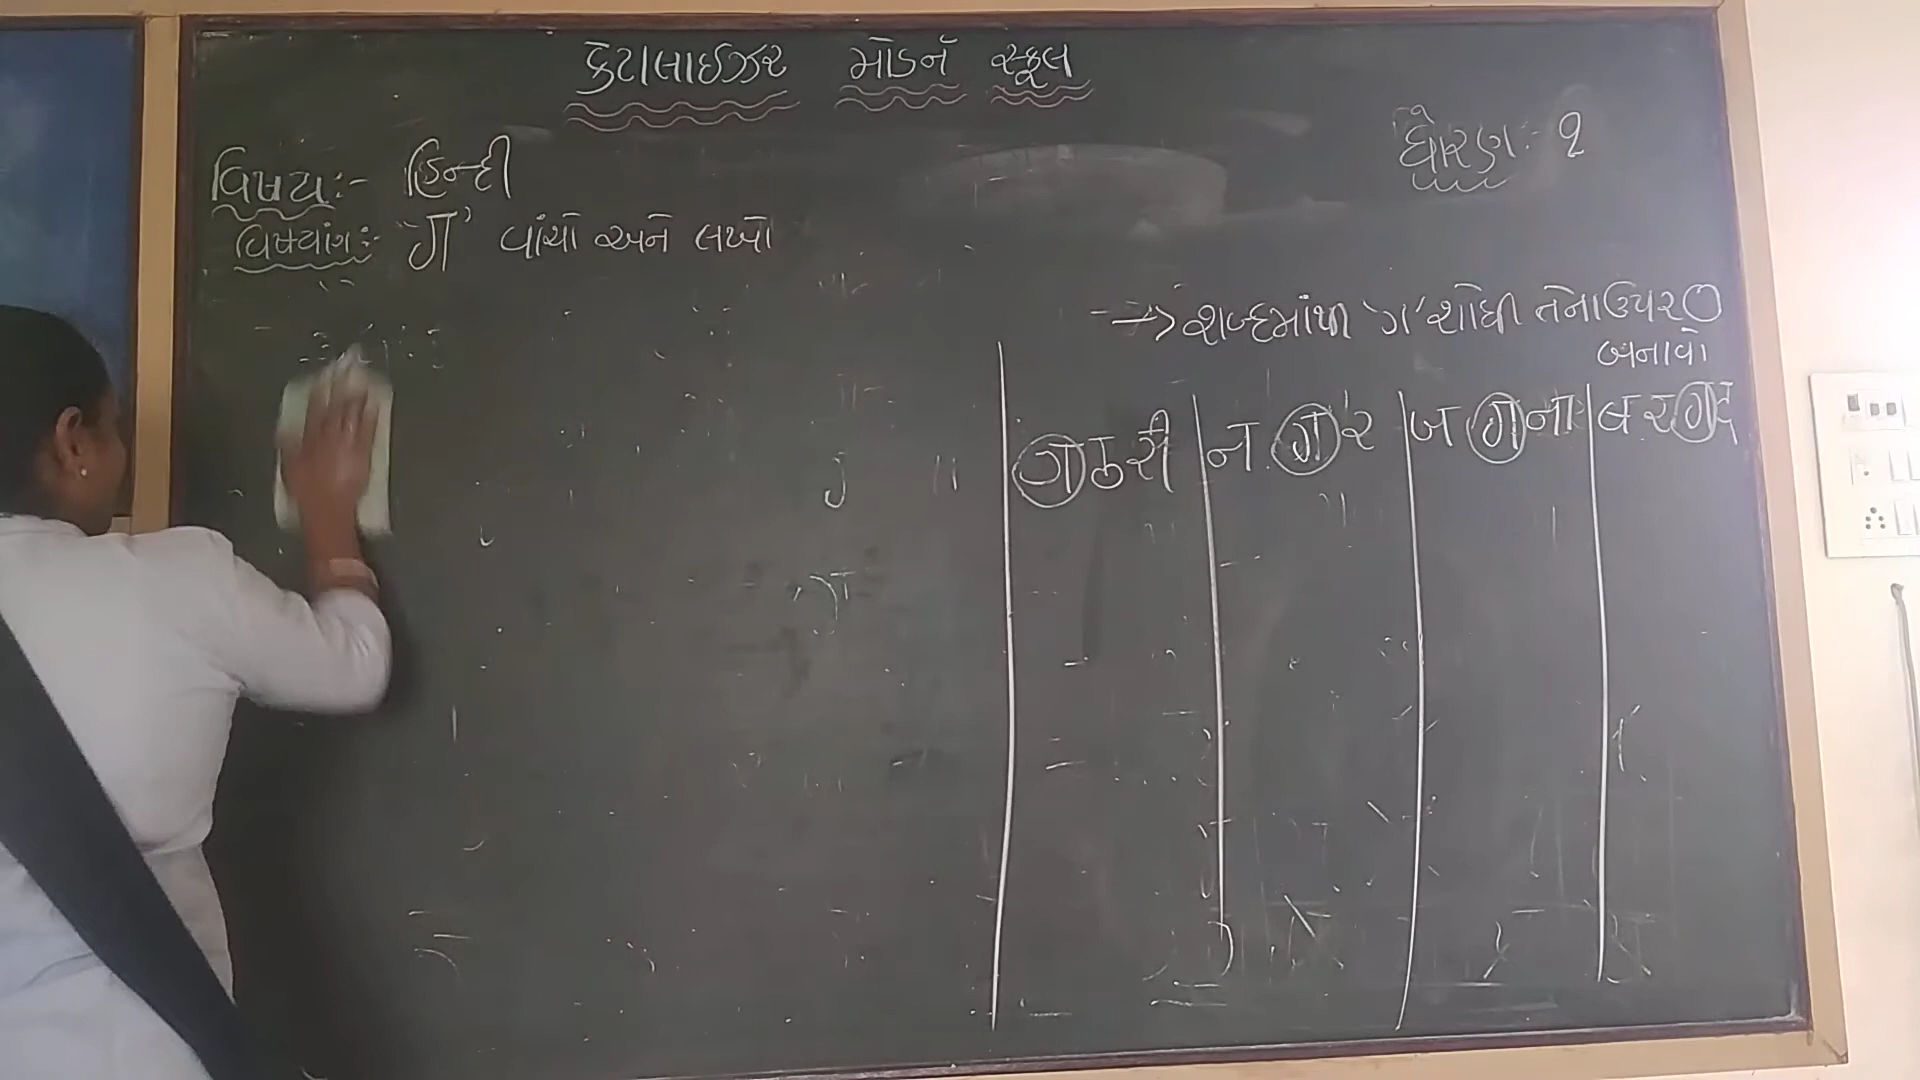 કેટાલાઈઝર મોડર્ન સ્કૂલ
ધોરણ:- ૧
વિષય:- હિન્દી
વિષયાંગ:- 'ग' વાંચો અને લખો
-> શબ્દમાંથી 'ગ' શોધી તેના ઉપર O
બનાવો
गठरी | नगर | जगना | बरगद